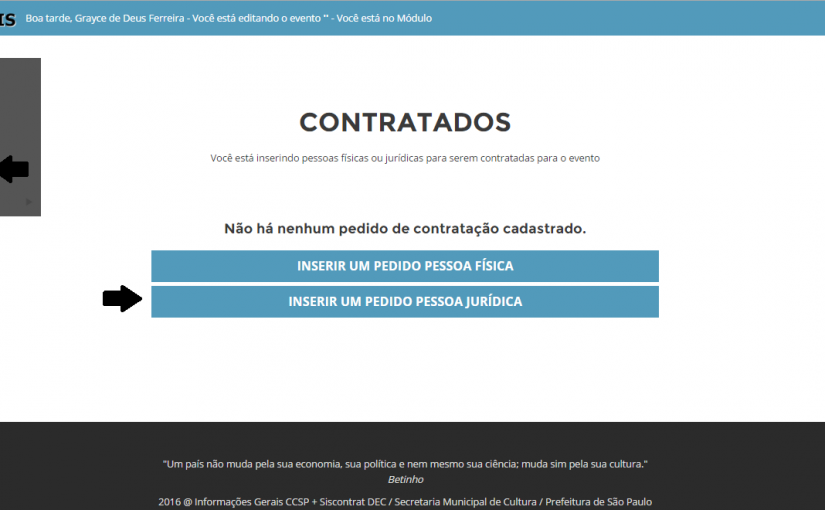 IS Boa tarde, Grayce de Deus Ferreira - Você está editando o evento "" - Você está no Módulo
CONTRATADOS
Você está inserindo pessoas físicas ou jurídicas para serem contratadas para o evento
Não há nenhum pedido de contratação cadastrado.
INSERIR UM PEDIDO PESSOA FÍSICA
INSERIR UM PEDIDO PESSOA JURÍDICA
"Um país não muda pela sua economia, sua política e nem mesmo sua ciência; muda sim pela sua cultura."
Betinho
2016 @ Informações Gerais CCSP + Siscontrat DEC / Secretaria Municipal de Cultura / Prefeitura de São Paulo